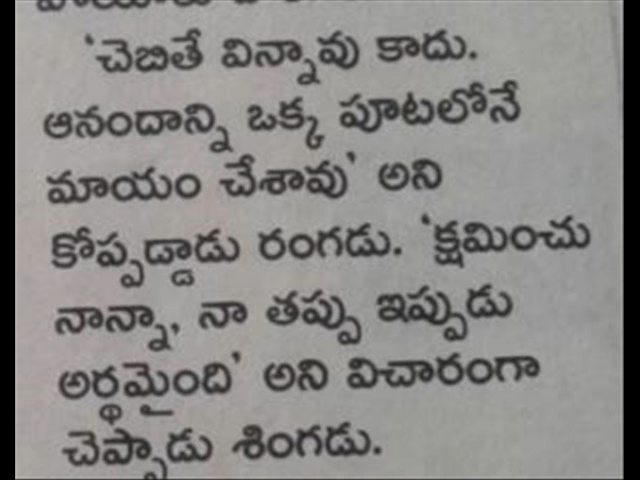 'చెబితే విన్నావు కాదు.
ఆనందాన్ని ఒక్క పూటలోనే
మాయం చేశావు' అని
కోప్పడ్డాడు రంగడు. 'క్షమించు
నాన్నా, నా తప్పు ఇప్పుడు
అర్థమైంది' అని విచారంగా
చెప్పాడు శింగడు.